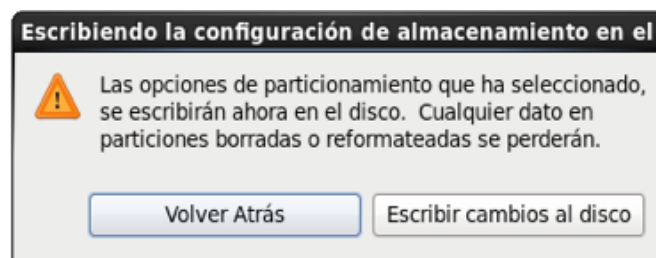 Escribiendo la configuración de almacenamiento en el
Las opciones de particionamiento que ha seleccionado,
se escribirán ahora en el disco. Cualquier dato en
particiones borradas o reformateadas se perderán.
Volver Atrás
Escribir cambios al disco